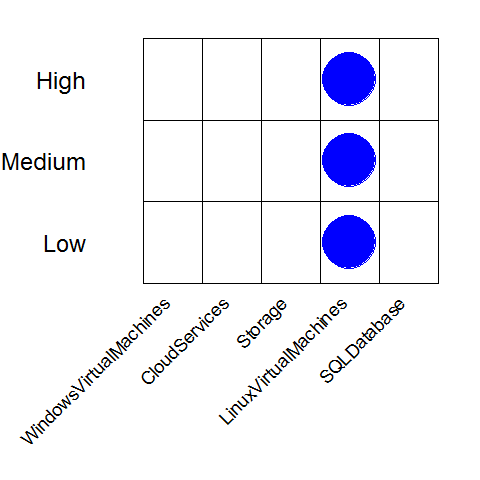 High
Medium
Low
WindowsVirtualMachines
CloudServices
Storage
LinuxVirtualMachines
SQLDatabase